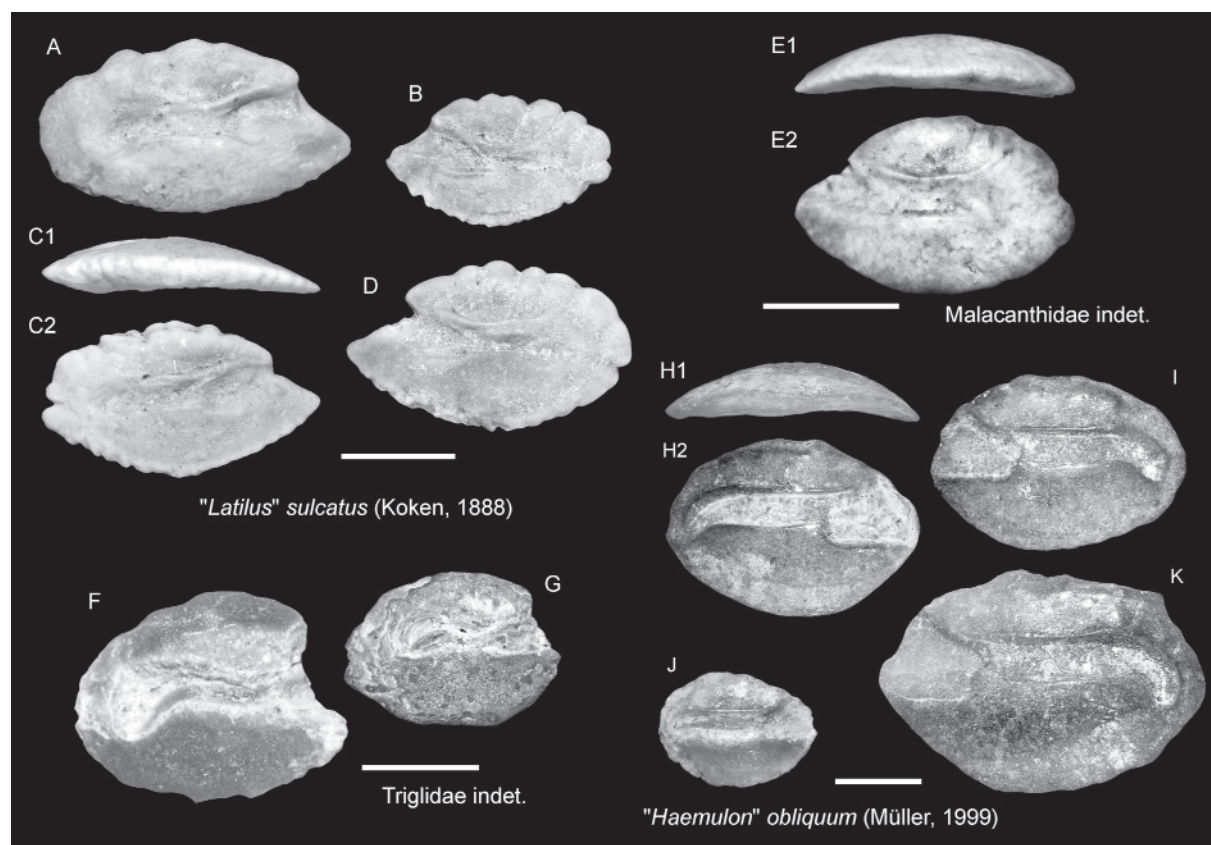 A
B
C1
C2
D
"Latilus" sulcatus (Koken, 1888)
E1
E2
Malacanthidae indet.
F
G
Triglidae indet.
H1
H2
I
J
K
"Haemulon" obliquum (Müller, 1999)